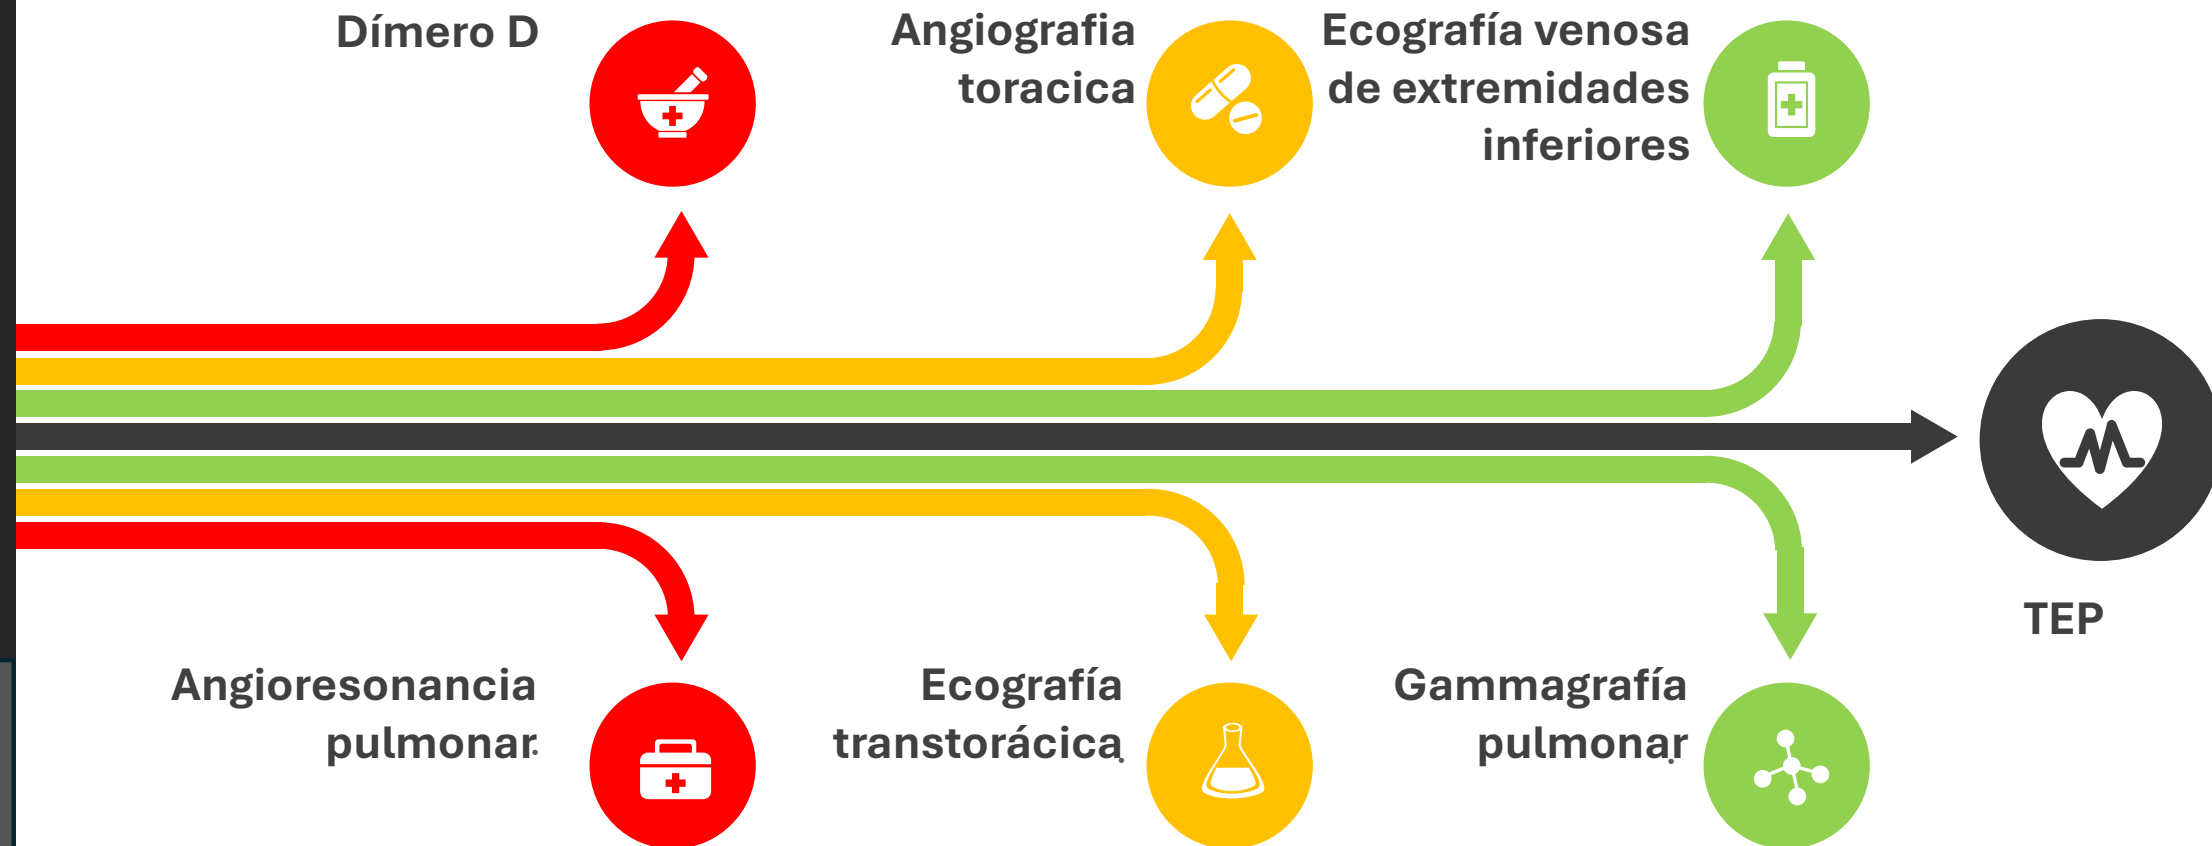 Dímero D
Angiografia
toracica
Ecografía venosa
de extremidades
inferiores
TEP
Angioresonancia
pulmonar.
Ecografía
transtorácica.
Gammagrafía
pulmonar.